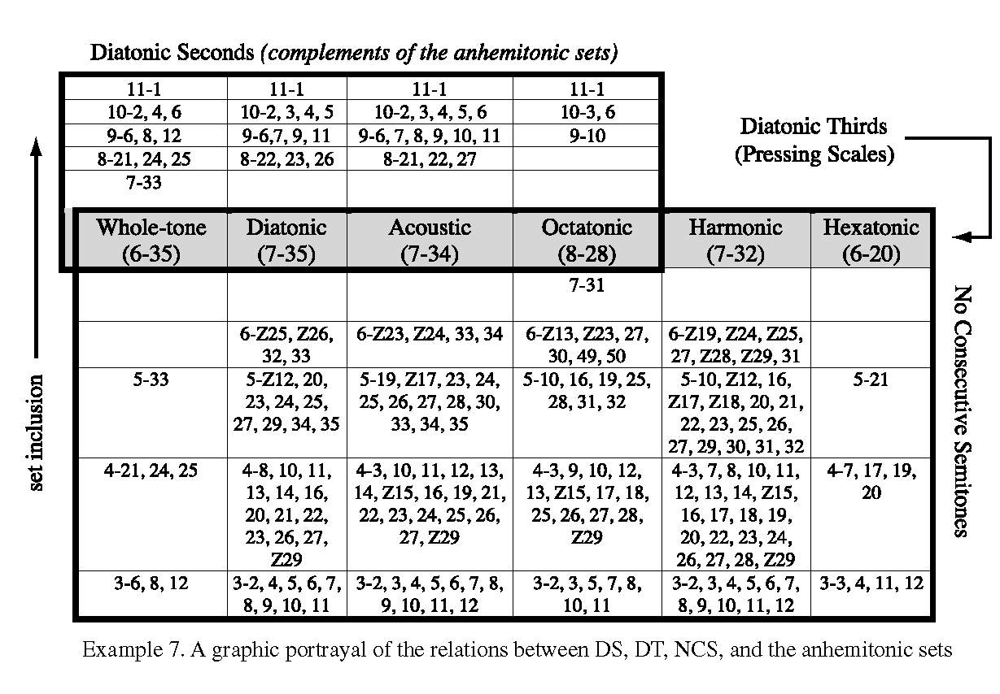 Diatonic Seconds (complements of the anhemitonic sets)
11-1 11-1 11-1 11-1
10-2, 4, 6 10-2, 3, 4, 5 10-2, 3, 4, 5, 6 10-3, 6
9-6, 8, 12 9-6,7, 9, 11 9-6, 7, 8, 9, 10, 11 9-10
8-21, 24, 25 8-22, 23, 26 8-21, 22, 27
7-33
Diatonic Thirds
(Pressing Scales)
Whole-tone Diatonic Acoustic Octatonic Harmonic Hexatonic
(6-35) (7-35) (7-34) (8-28) (7-32) (6-20)
7-31
6-Z25, Z26, 6-Z23, Z24, 33, 34 6-Z13, Z23, 27, 6-Z19, Z24, Z25,
32, 33 30, 49, 50 27, Z28, Z29, 31
5-33 5-Z12, 20, 5-19, Z17, 23, 24, 5-10, 16, 19, 25, 5-10, Z12, 16, 5-21
23, 24, 25, 25, 26, 27, 28, 30, 28, 31, 32 Z17, Z18, 20, 21,
27, 29, 34, 35 33, 34, 35 22, 23, 25, 26,
27, 29, 30, 31, 32
4-21, 24, 25 4-8, 10, 11, 4-3, 10, 11, 12, 13, 4-3, 9, 10, 12, 4-3, 7, 8, 10, 11, 4-7, 17, 19,
13, 14, 16, 14, Z15, 16, 19, 21, 13, Z15, 17, 18, 12, 13, 14, Z15, 20
20, 21, 22, 22, 23, 24, 25, 26, 25, 26, 27, 28, 16, 17, 18, 19,
23, 26, 27, 27, Z29 Z29 20, 22, 23, 24,
Z29 26, 27, 28, Z29
3-6, 8, 12 3-2, 4, 5, 6, 7, 3-2, 3, 4, 5, 6, 7, 8, 3-2, 3, 5, 7, 8, 3-2, 3, 4, 5, 6, 7, 3-3, 4, 11, 12
8, 9, 10, 11 9, 10, 11, 12 10, 11 8, 9, 10, 11, 12
set inclusion
No Consecutive Semitones
Example 7. A graphic portrayal of the relations between DS, DT, NCS, and the anhemitonic sets